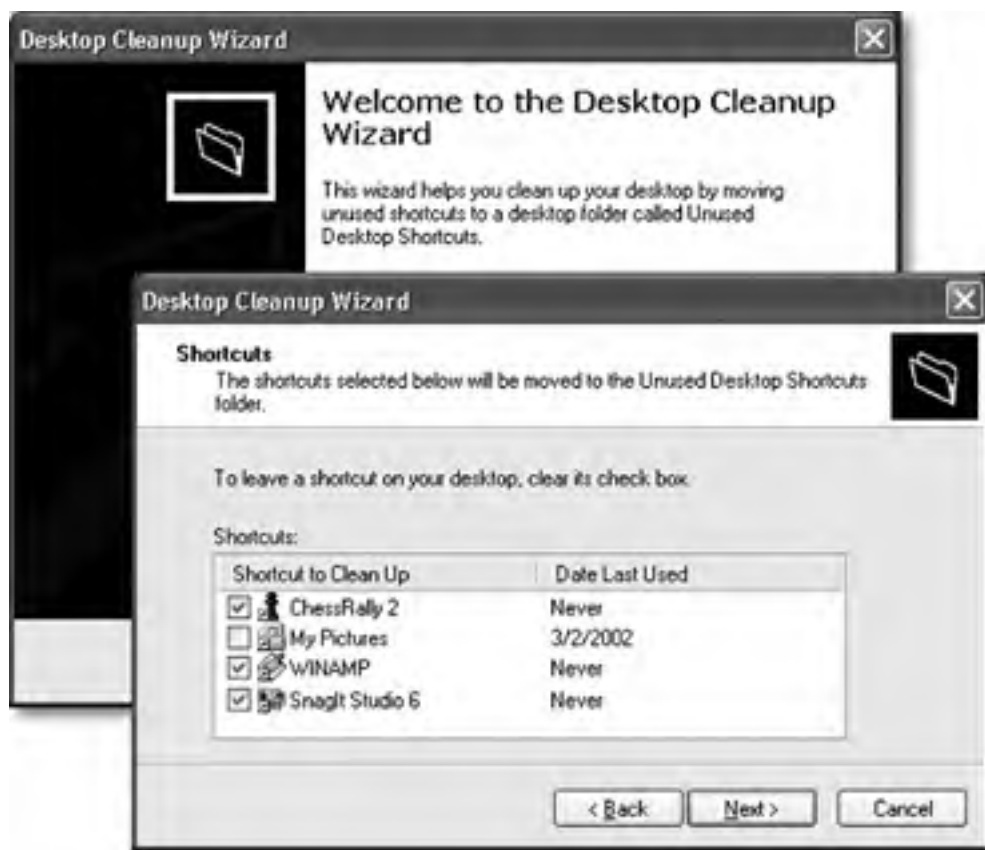 Desktop Cleanup Wizard
Welcome to the Desktop Cleanup
Wizard
This wizard helps you clean up your desktop by moving
unused shortcuts to a desktop folder called Unused
Desktop Shortcuts.
Desktop Cleanup Wizard
Shortcuts
The shortcuts selected below will be moved to the Unused Desktop Shortcuts
folder.
To leave a shortcut on your desktop, clear its check box.
Shortcuts:
Shortcut to Clean Up Date Last Used
ChessRally 2 Never
My Pictures 3/2/2002
WINAMP Never
SnagIt Studio 6 Never
< Back Next > Cancel